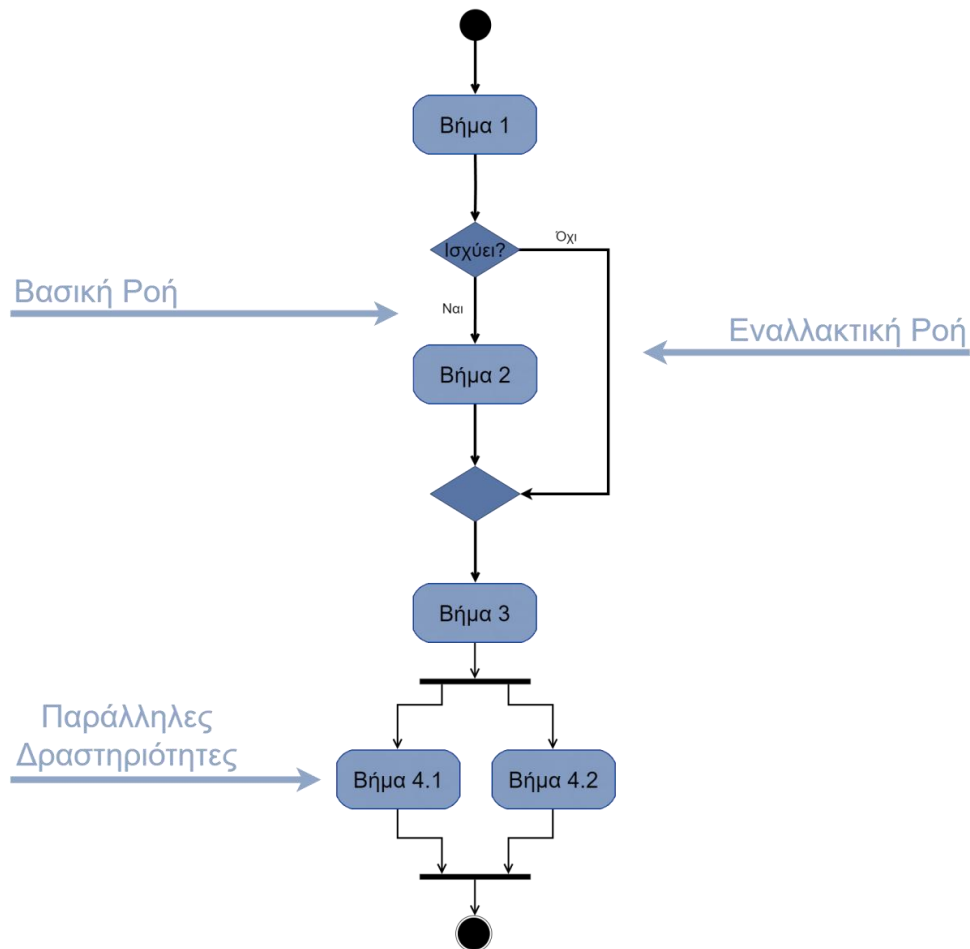 Βήμα 1
Ισχύει?
Όχι
Βασική Ροή
Ναι
Εναλλακτική Ροή
Βήμα 2
Βήμα 3
Παράλληλες
Δραστηριότητες
Βήμα 4.1
Βήμα 4.2